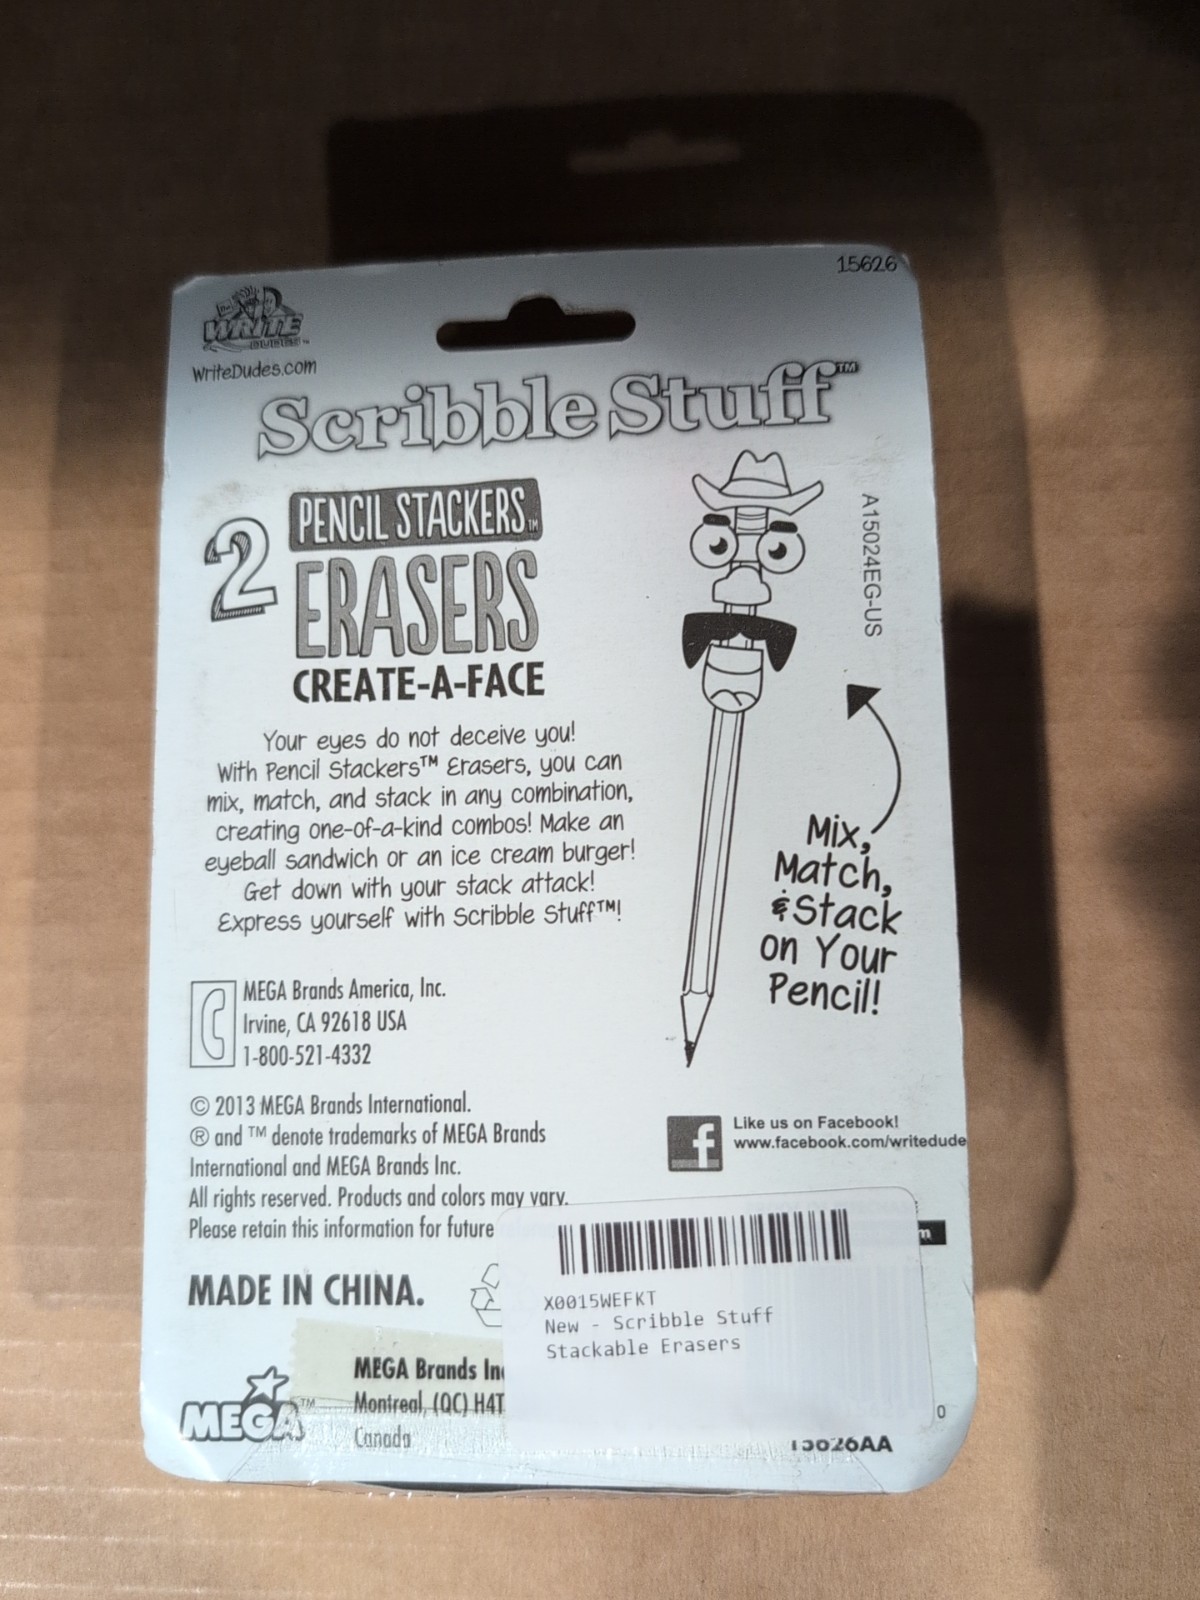 15626
WRITE
DUDES™
WriteDudes.com
Scribble Stuff™
2 PENCIL STACKERS™
ERASERS
CREATE-A-FACE
A15024EG-US
Your eyes do not deceive you!
With Pencil Stackers™ Erasers, you can
mix, match, and stack in any combination,
creating one-of-a-kind combos! Make an
eyeball sandwich or an ice cream burger!
Get down with your stack attack!
Express yourself with Scribble Stuff™!
Mix,
Match,
& Stack
on Your
Pencil!
MEGA Brands America, Inc.
Irvine, CA 92618 USA
1-800-521-4332
© 2013 MEGA Brands International.
® and ™ denote trademarks of MEGA Brands
International and MEGA Brands Inc.
All rights reserved. Products and colors may vary.
Please retain this information for future
f
Like us on Facebook!
www.facebook.com/writedude
MADE IN CHINA.
X0015WEFKT
New - Scribble Stuff
Stackable Erasers
MEGA™
MEGA Brands
Montreal, (QC) H4T
Canada
0